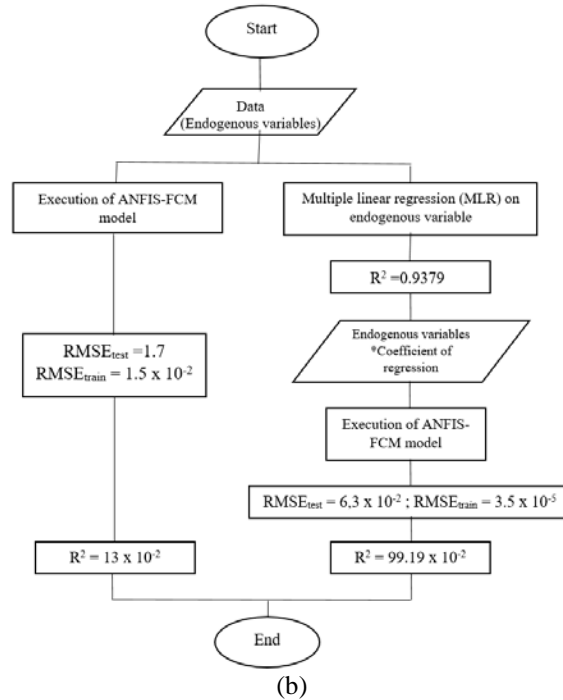 Start
Data
(Endogenous variables)
Execution of ANFIS-FCM
model
Multiple linear regression (MLR) on
endogenous variable
R² =0.9379
Endogenous variables
*Coefficient of
regression
RMSEtest =1.7
RMSEtrain = 1.5 x 10⁻²
Execution of ANFIS-
FCM model
RMSEtest = 6,3 x 10⁻² ; RMSEtrain = 3.5 x 10⁻⁵
R² = 13 x 10⁻²
R² = 99.19 x 10⁻²
End
(b)